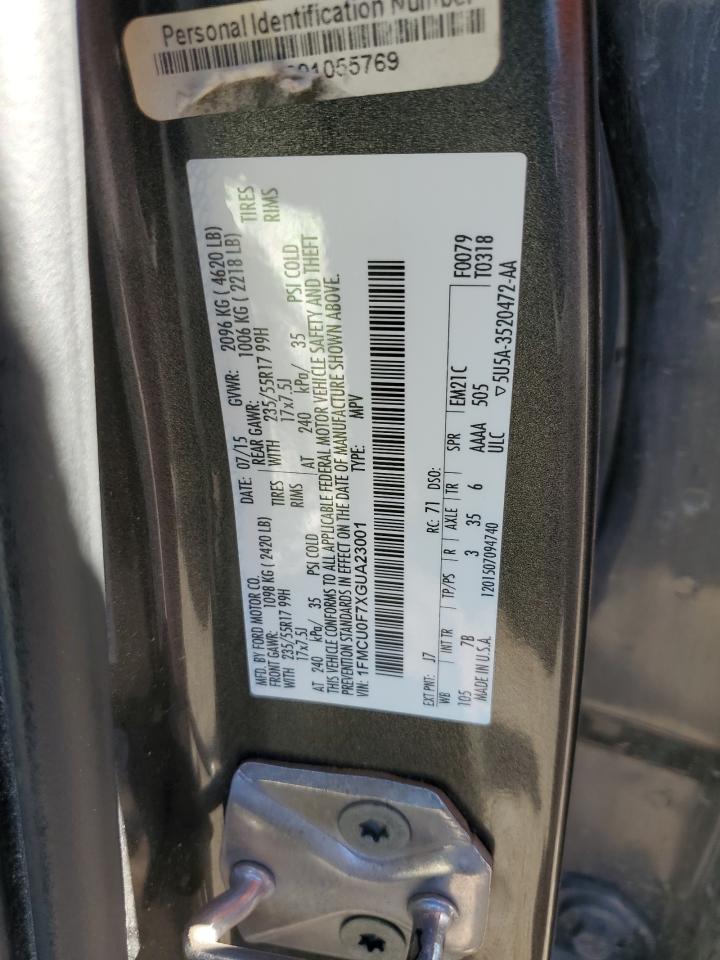 Personal Identification Number
01055769
MFD. BY FORD MOTOR CO. DATE: 07/15 GVWR: 2096 KG ( 4620 LB)
FRONT GAWR: 1098 KG ( 2420 LB) REAR GAWR: 1006 KG ( 2218 LB)
WITH 235/55R17 99H TIRES WITH 235/55R17 99H TIRES
17x7.5J RIMS 17x7.5J RIMS
AT 240 kPa/ 35 PSI COLD AT 240 kPa/ 35 PSI COLD
THIS VEHICLE CONFORMS TO ALL APPLICABLE FEDERAL MOTOR VEHICLE SAFETY AND THEFT
PREVENTION STANDARDS IN EFFECT ON THE DATE OF MANUFACTURE SHOWN ABOVE.
VIN: 1FMCU0F7XGUA23001 TYPE: MPV
EXT PNT: J7 RC: 71 DSO: EM21C F0079
WB INT TR TP/PS R AXLE TR SPR T0318
105 7B 3 35 6 AAAA 505
MADE IN U.S.A. 1201507094740 ULC ▽5U5A-3520472-AA